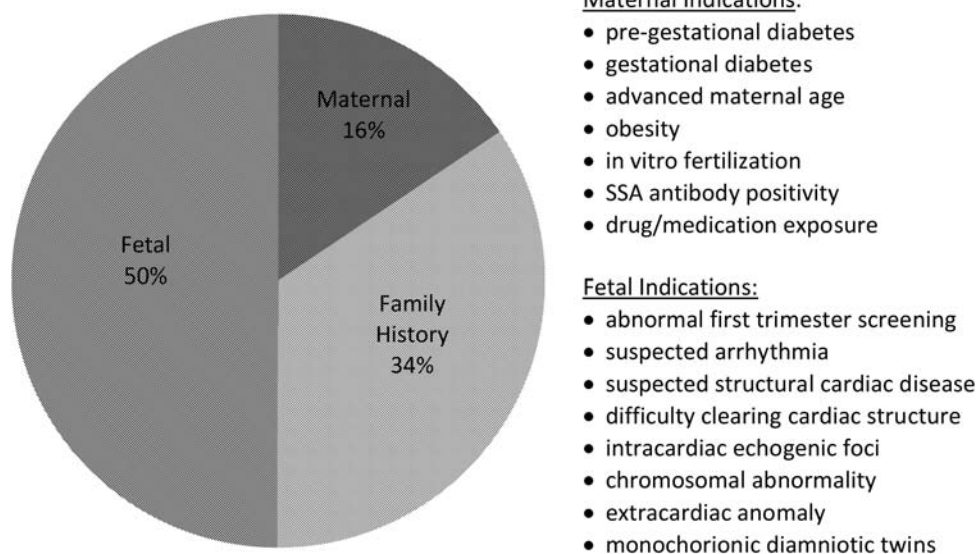 Maternal Indications:
• pre-gestational diabetes
• gestational diabetes
• advanced maternal age
• obesity
• in vitro fertilization
• SSA antibody positivity
• drug/medication exposure
Maternal
16%
Fetal
50%
Family
History
34%
Fetal Indications:
• abnormal first trimester screening
• suspected arrhythmia
• suspected structural cardiac disease
• difficulty clearing cardiac structure
• intracardiac echogenic foci
• chromosomal abnormality
• extracardiac anomaly
• monochorionic diamniotic twins